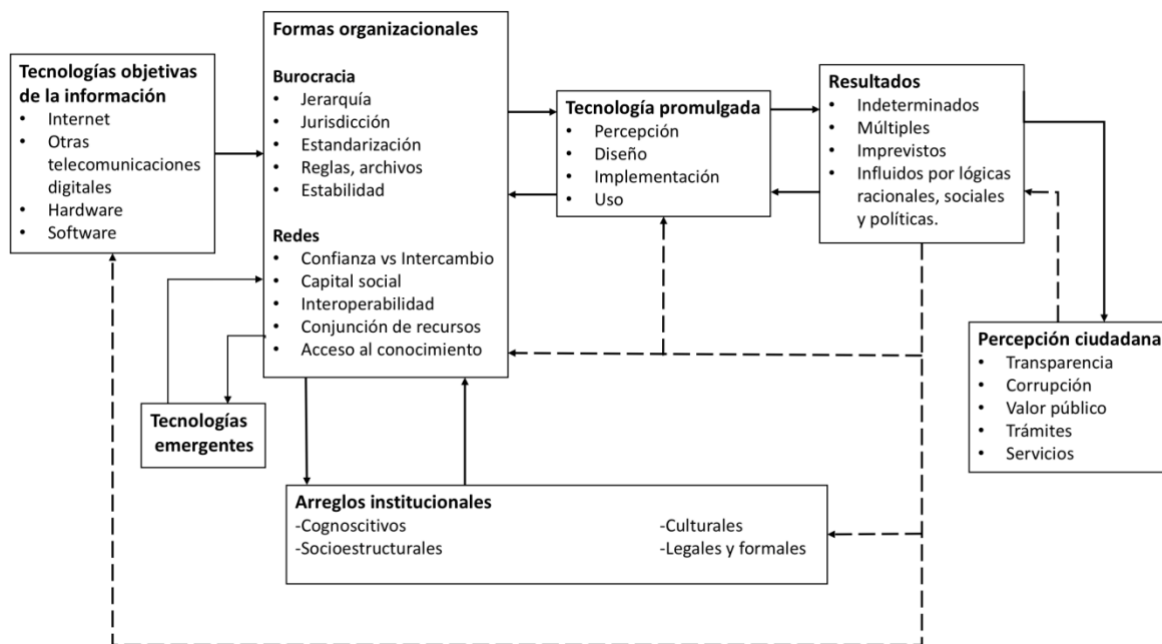 Tecnologías objetivas
de la información
• Internet
• Otras
telecomunicaciones
digitales
• Hardware
• Software
Formas organizacionales
Burocracia
• Jerarquía
• Jurisdicción
• Estandarización
• Reglas, archivos
• Estabilidad
Redes
• Confianza vs Intercambio
• Capital social
• Interoperabilidad
• Conjunción de recursos
• Acceso al conocimiento
Tecnología promulgada
• Percepción
• Diseño
• Implementación
• Uso
Resultados
• Indeterminados
• Múltiples
• Imprevistos
• Influidos por lógicas
racionales, sociales
y políticas.
Percepción ciudadana
• Transparencia
• Corrupción
• Valor público
• Trámites
• Servicios
Tecnologías
emergentes
Arreglos institucionales
-Cognoscitivos -Culturales
-Socioestructurales -Legales y formales